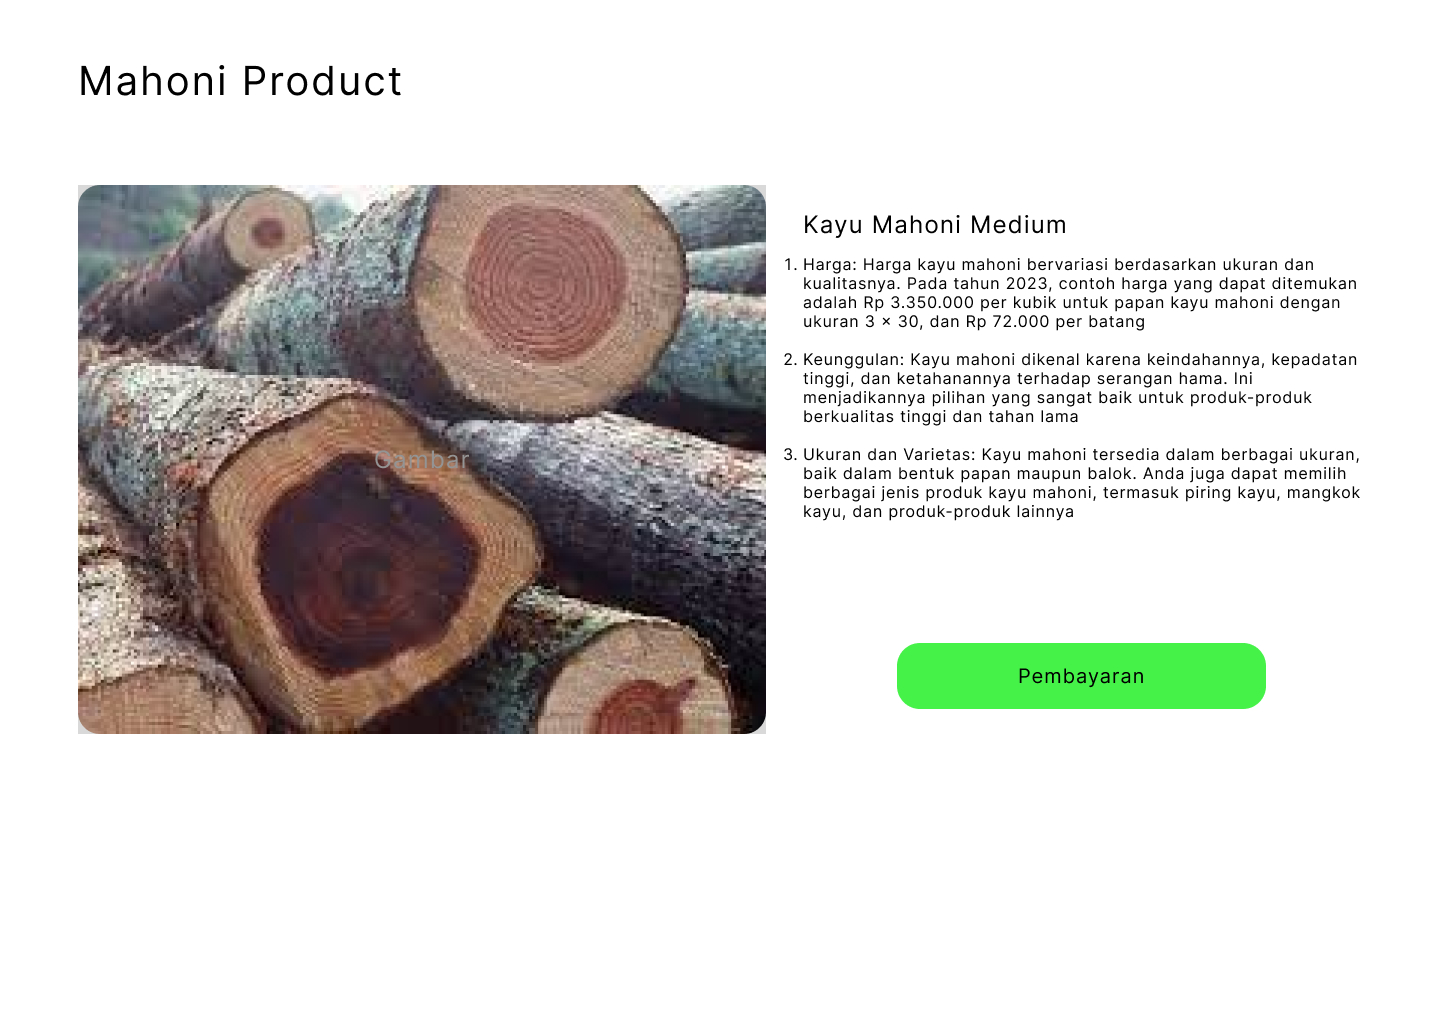 Mahoni Product
Gambar
Kayu Mahoni Medium
1. Harga: Harga kayu mahoni bervariasi berdasarkan ukuran dan
kualitasnya. Pada tahun 2023, contoh harga yang dapat ditemukan
adalah Rp 3.350.000 per kubik untuk papan kayu mahoni dengan
ukuran 3 × 30, dan Rp 72.000 per batang
2. Keunggulan: Kayu mahoni dikenal karena keindahannya, kepadatan
tinggi, dan ketahanannya terhadap serangan hama. Ini
menjadikannya pilihan yang sangat baik untuk produk-produk
berkualitas tinggi dan tahan lama
3. Ukuran dan Varietas: Kayu mahoni tersedia dalam berbagai ukuran,
baik dalam bentuk papan maupun balok. Anda juga dapat memilih
berbagai jenis produk kayu mahoni, termasuk piring kayu, mangkok
kayu, dan produk-produk lainnya
Pembayaran